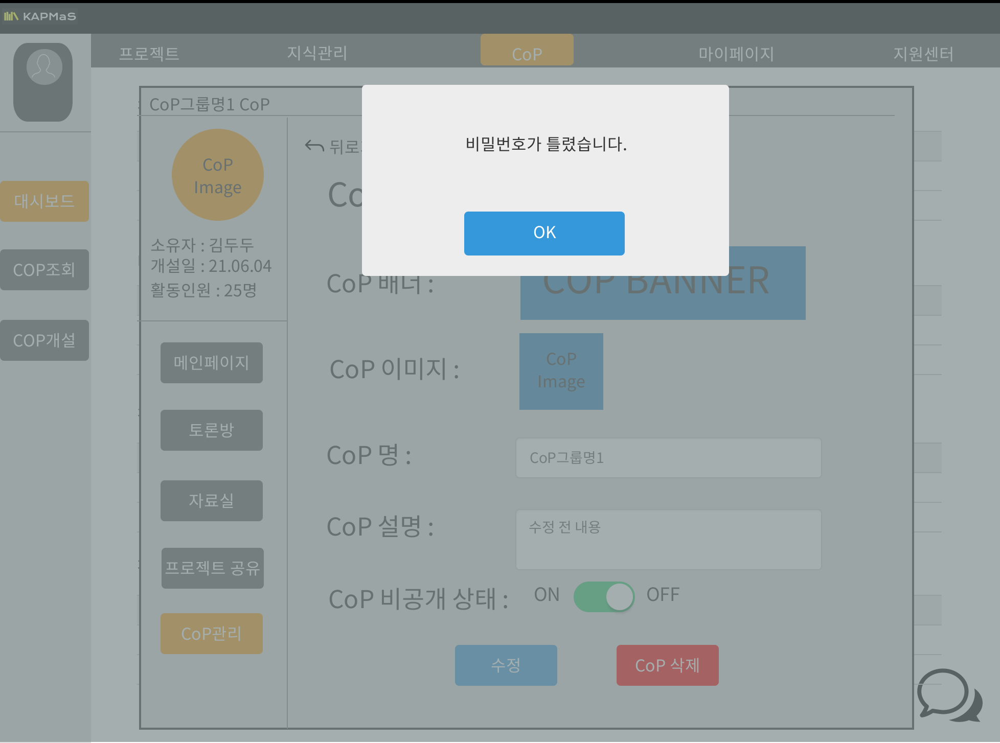 KAPMaS
프로젝트
지식관리
CoP
마이페이지
지원센터
대시보드
COP조회
COP개설
CoP그룹명1 CoP
CoP
Image
소유자 : 김두두
개설일 : 21.06.04
활동인원 : 25명
메인페이지
토론방
자료실
프로젝트 공유
CoP관리
뒤로
비밀번호가 틀렸습니다.
OK
Co
CoP 배너 :
COP BANNER
CoP 이미지 :
CoP
Image
CoP 명 :
CoP그룹명1
CoP 설명 :
수정 전 내용
CoP 비공개 상태 :
ON
OFF
수정
CoP 삭제